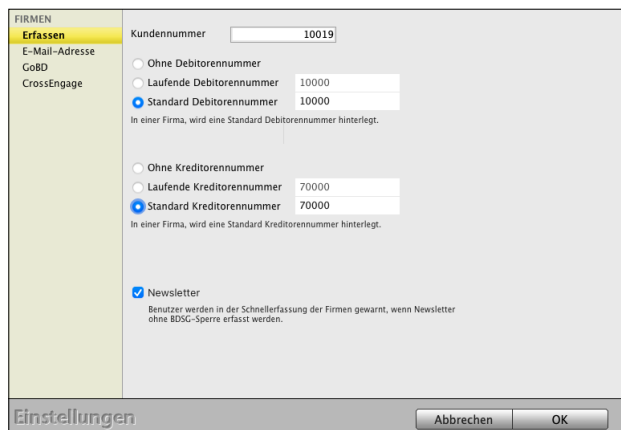 FIRMEN
Erfassen
E-Mail-Adresse
GoBD
CrossEngage
Kundennummer 10019
Ohne Debitorennummer
Laufende Debitorennummer 10000
Standard Debitorennummer 10000
In einer Firma, wird eine Standard Debitorennummer hinterlegt.
Ohne Kreditorennummer
Laufende Kreditorennummer 70000
Standard Kreditorennummer 70000
In einer Firma, wird eine Standard Kreditorennummer hinterlegt.
Newsletter
Benutzer werden in der Schnellerfassung der Firmen gewarnt, wenn Newsletter
ohne BDSG-Sperre erfasst werden.
Einstellungen
Abbrechen OK